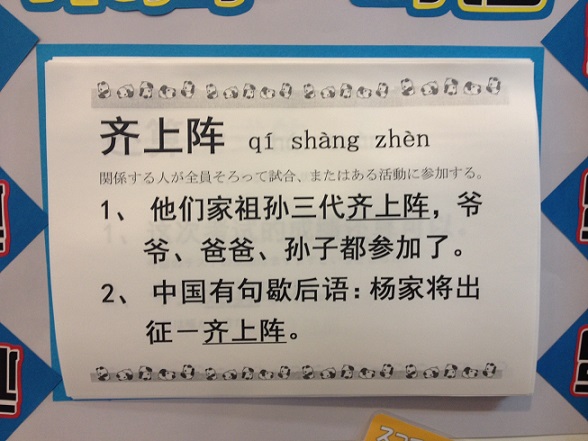 齐上阵 qí shàng zhèn
関係する人が全員そろって試合、またはある活動に参加する。
1、他们家祖孙三代齐上阵，爷
爷、爸爸、孙子都参加了。
2、中国有句歇后语：杨家将出
征－齐上阵。